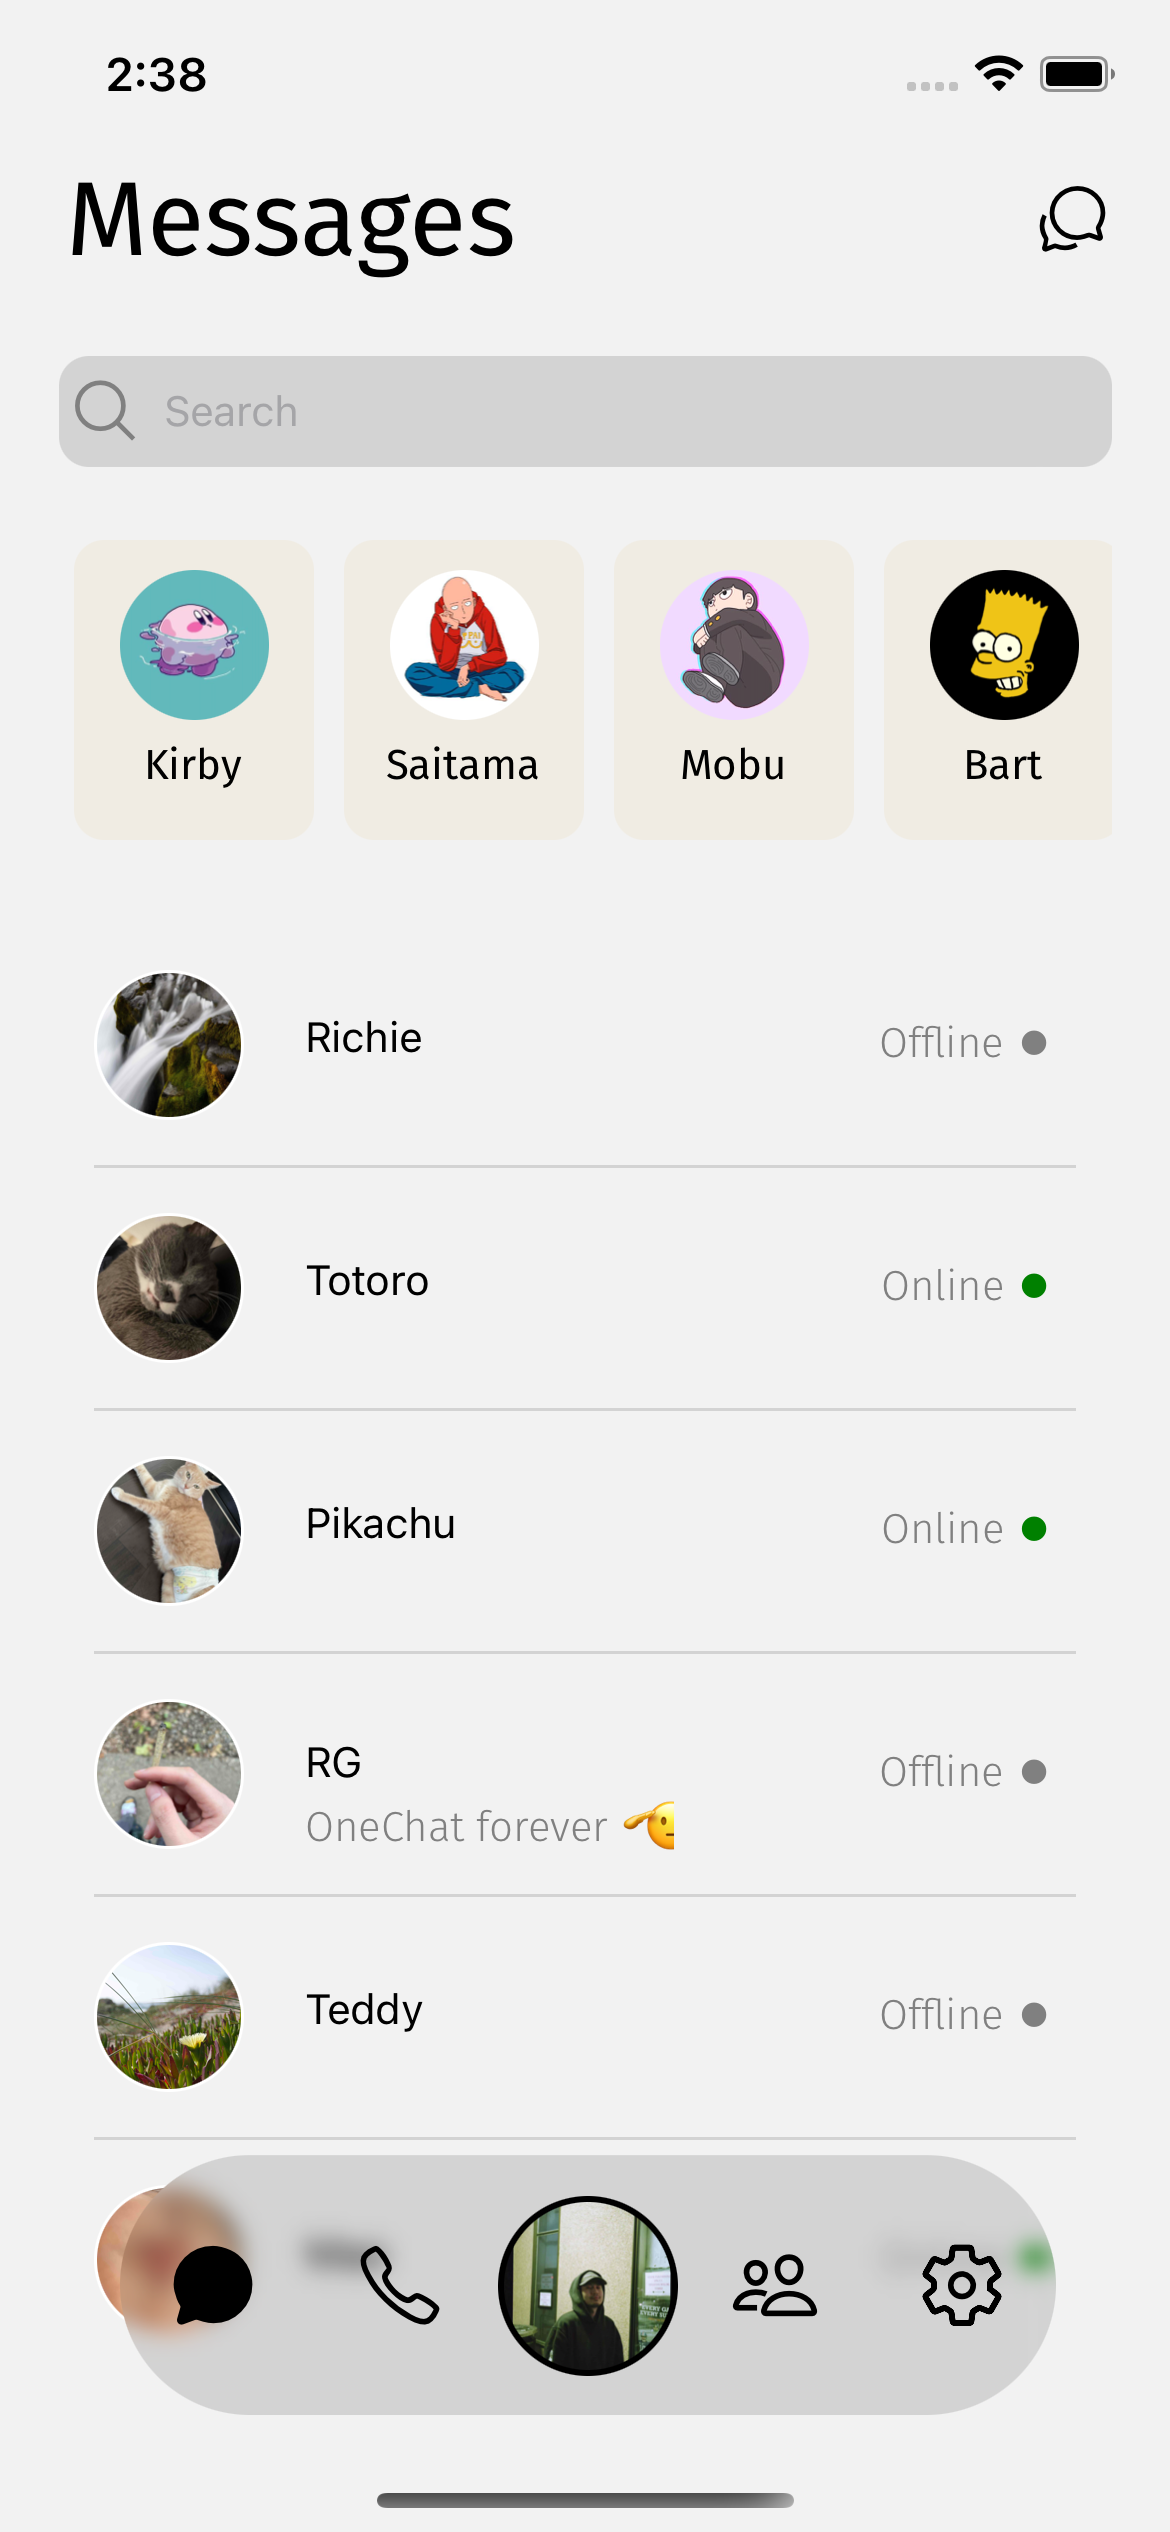 2:38
Messages
Search
Kirby Saitama Mobu Bart
Richie Offline
Totoro Online
Pikachu Online
RG Offline
OneChat forever 🫡
Teddy Offline